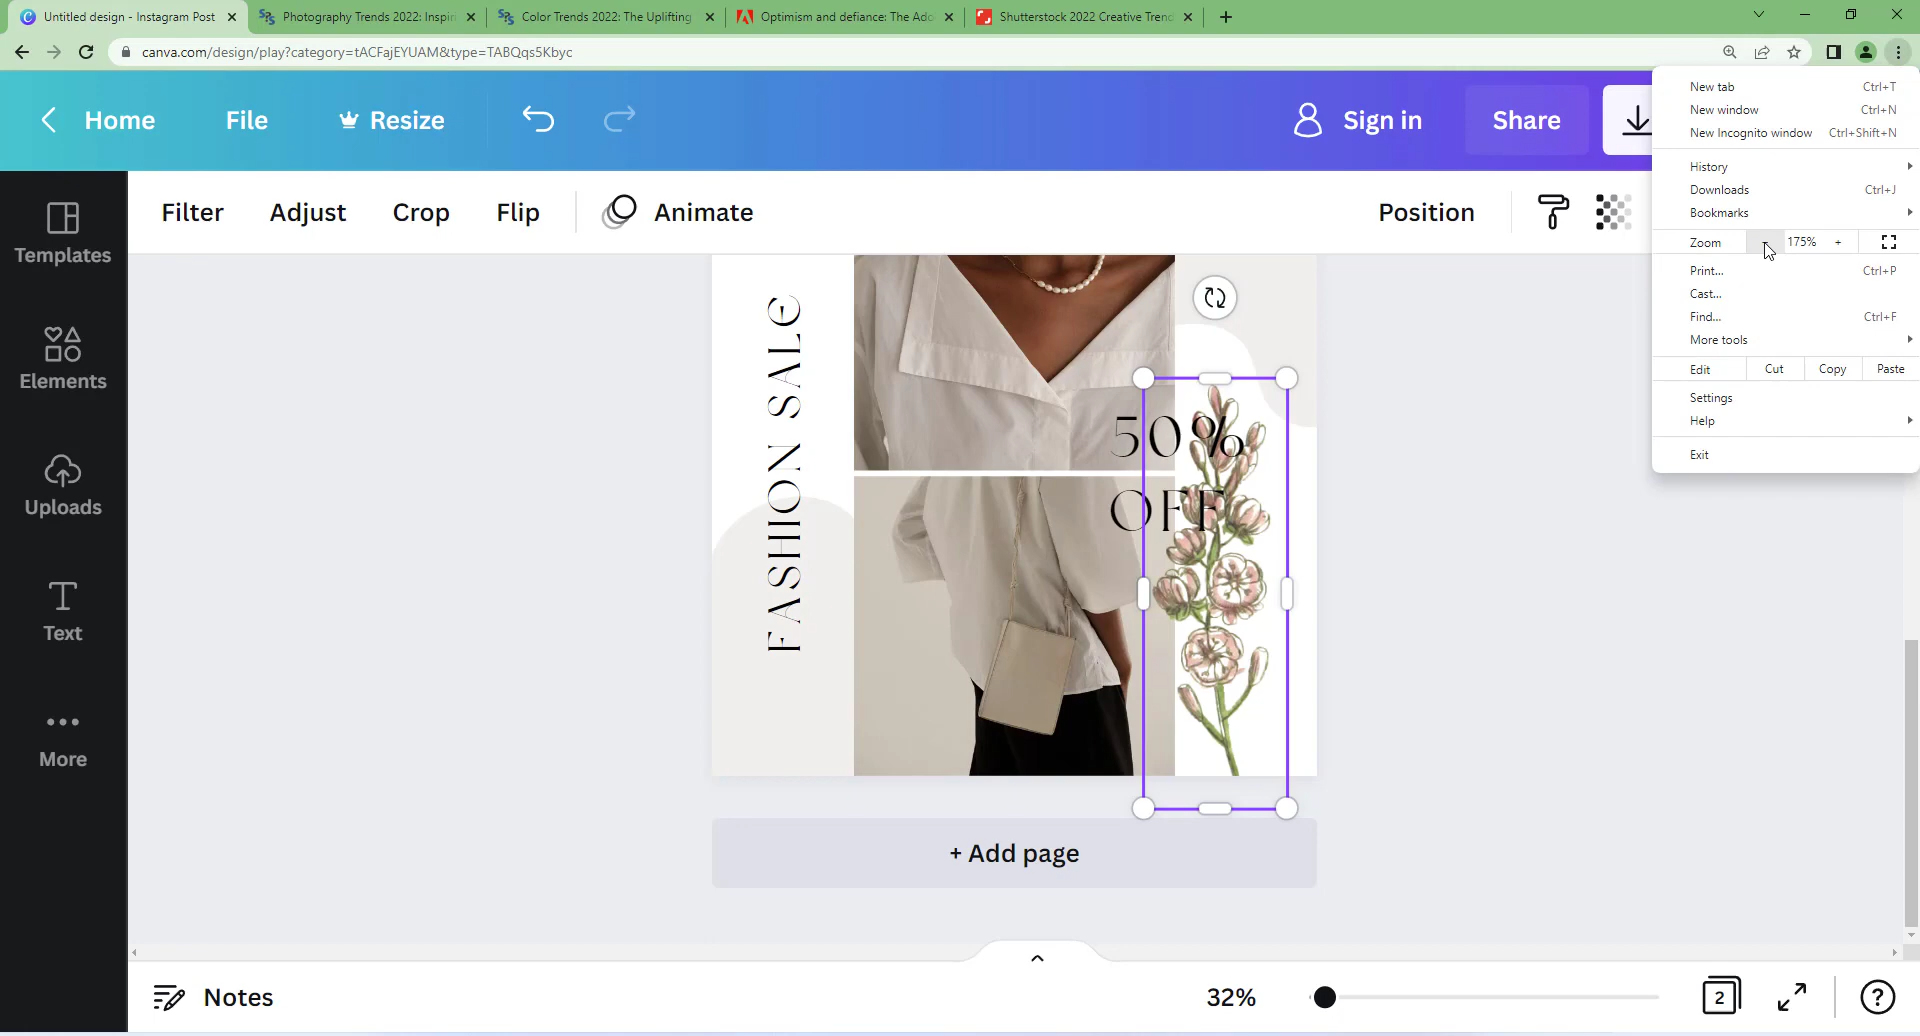 Untitled design - Instagram Post
Photography Trends 2022: Inspir
Color Trends 2022: The Uplifting
Optimism and defiance: The Ado
Shutterstock 2022 Creative Trend
canva.com/design/play?category=tACFajEYUAM&type=TABQqs5Kbyc
Home
File
Resize
Sign in
Share
New tab Ctrl+T
New window Ctrl+N
New Incognito window Ctrl+Shift+N
History
Downloads Ctrl+J
Bookmarks
Zoom - 175% +
Print... Ctrl+P
Cast...
Find... Ctrl+F
More tools
Edit Cut Copy Paste
Settings
Help
Exit
Filter
Adjust
Crop
Flip
Animate
Position
Templates
Elements
Uploads
Text
More
FASHION SALE
50%
OFF
+ Add page
Notes
32%
2
?